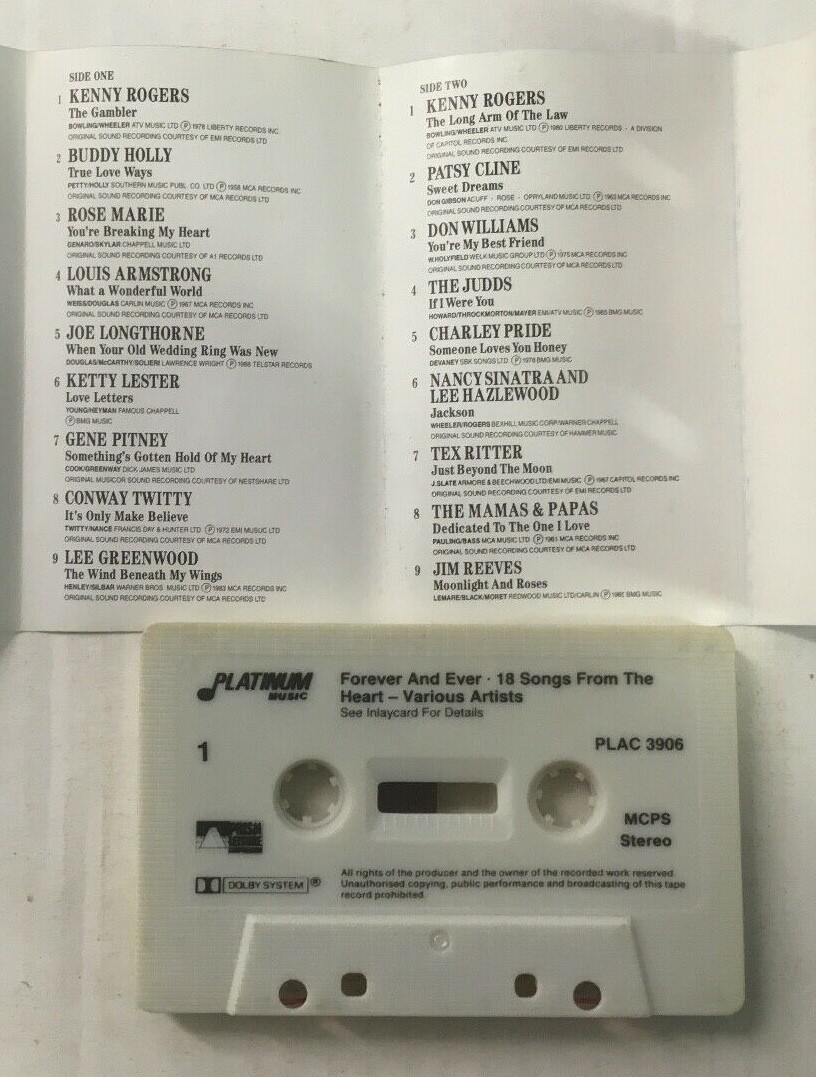 SIDE ONE
1 KENNY ROGERS
The Gambler
BOWLING/WHEELER ATV MUSIC LTD Ⓟ 1978 LIBERTY RECORDS INC
ORIGINAL SOUND RECORDING COURTESY OF EMI RECORDS LTD
2 BUDDY HOLLY
True Love Ways
PETTY/HOLLY SOUTHERN MUSIC PUBL. CO. LTD Ⓟ 1958 MCA RECORDS INC
ORIGINAL SOUND RECORDING COURTESY OF MCA RECORDS LTD
3 ROSE MARIE
You're Breaking My Heart
GENARO/SKYLAR CHAPPELL MUSIC LTD
ORIGINAL SOUND RECORDING COURTESY OF A1 RECORDS LTD
4 LOUIS ARMSTRONG
What a Wonderful World
WEISS/DOUGLAS CARLIN MUSIC Ⓟ 1967 MCA RECORDS INC
ORIGINAL SOUND RECORDING COURTESY OF MCA RECORDS LTD
5 JOE LONGTHORNE
When Your Old Wedding Ring Was New
DOUGLAS/McCARTHY/SOLIERI LAWRENCE WRIGHT Ⓟ 1988 TELSTAR RECORDS
6 KETTY LESTER
Love Letters
YOUNG/HEYMAN FAMOUS CHAPPELL
Ⓟ BMG MUSIC
7 GENE PITNEY
Something's Gotten Hold Of My Heart
COOK/GREENWAY DICK JAMES MUSIC LTD
ORIGINAL MUSICOR SOUND RECORDING COURTESY OF NESTSHARE LTD
8 CONWAY TWITTY
It's Only Make Believe
TWITTY/NANCE FRANCIS DAY & HUNTER LTD Ⓟ 1972 EMI MUSUC LTD
ORIGINAL SOUND RECORDING COURTESY OF MCA RECORDS LTD
9 LEE GREENWOOD
The Wind Beneath My Wings
HENLEY/SILBAR WARNER BROS MUSIC LTD Ⓟ 1983 MCA RECORDS INC
ORIGINAL SOUND RECORDING COURTESY OF MCA RECORDS LTD
SIDE TWO
1 KENNY ROGERS
The Long Arm Of The Law
BOWLING/WHEELER ATV MUSIC LTD Ⓟ 1980 LIBERTY RECORDS - A DIVISION
OF CAPITOL RECORDS INC
ORIGINAL SOUND RECORDING COURTESY OF EMI RECORDS LTD
2 PATSY CLINE
Sweet Dreams
DON GIBSON ACUFF - ROSE - OPRYLAND MUSIC LTD Ⓟ 1963 MCA RECORDS INC
ORIGINAL SOUND RECORDING COURTESY OF MCA RECORDS LTD
3 DON WILLIAMS
You're My Best Friend
W.HOLYFIELD WELK MUSIC GROUP LTD Ⓟ 1975 MCA RECORDS INC
ORIGINAL SOUND RECORDING COURTESY OF MCA RECORDS LTD
4 THE JUDDS
If I Were You
HOWARD/THROCKMORTON/MAYER EMI/ATV MUSIC Ⓟ 1985 BMG MUSIC
5 CHARLEY PRIDE
Someone Loves You Honey
DEVANEY SBK SONGS LTD Ⓟ 1978 BMG MUSIC
6 NANCY SINATRA AND
LEE HAZLEWOOD
Jackson
WHEELER/ROGERS BEXHILL MUSIC CORP/WARNER CHAPPELL
ORIGINAL SOUND RECORDING COURTESY OF HAMMER MUSIC
7 TEX RITTER
Just Beyond The Moon
J.SLATE ARMORE & BEECHWOOD LTD/EMI MUSIC Ⓟ 1967 CAPITOL RECORDS INC
ORIGINAL SOUND RECORDING COURTESY OF EMI RECORDS LTD
8 THE MAMAS & PAPAS
Dedicated To The One I Love
PAULING/BASS MCA MUSIC LTD Ⓟ MCA RECORDS INC
ORIGINAL SOUND RECORDING COURTESY OF MCA RECORDS LTD
9 JIM REEVES
Moonlight And Roses
LEMARE/BLACK/MORET REDWOOD MUSIC LTD/CARLIN Ⓟ BMG MUSIC
PLATINUM
MUSIC
Forever And Ever · 18 Songs From The
Heart – Various Artists
See Inlaycard For Details
1
PLAC 3906
MCPS
Stereo
DOLBY SYSTEM ®
All rights of the producer and the owner of the recorded work reserved
Unauthorised copying, public performance and broadcasting of this tape
record prohibited